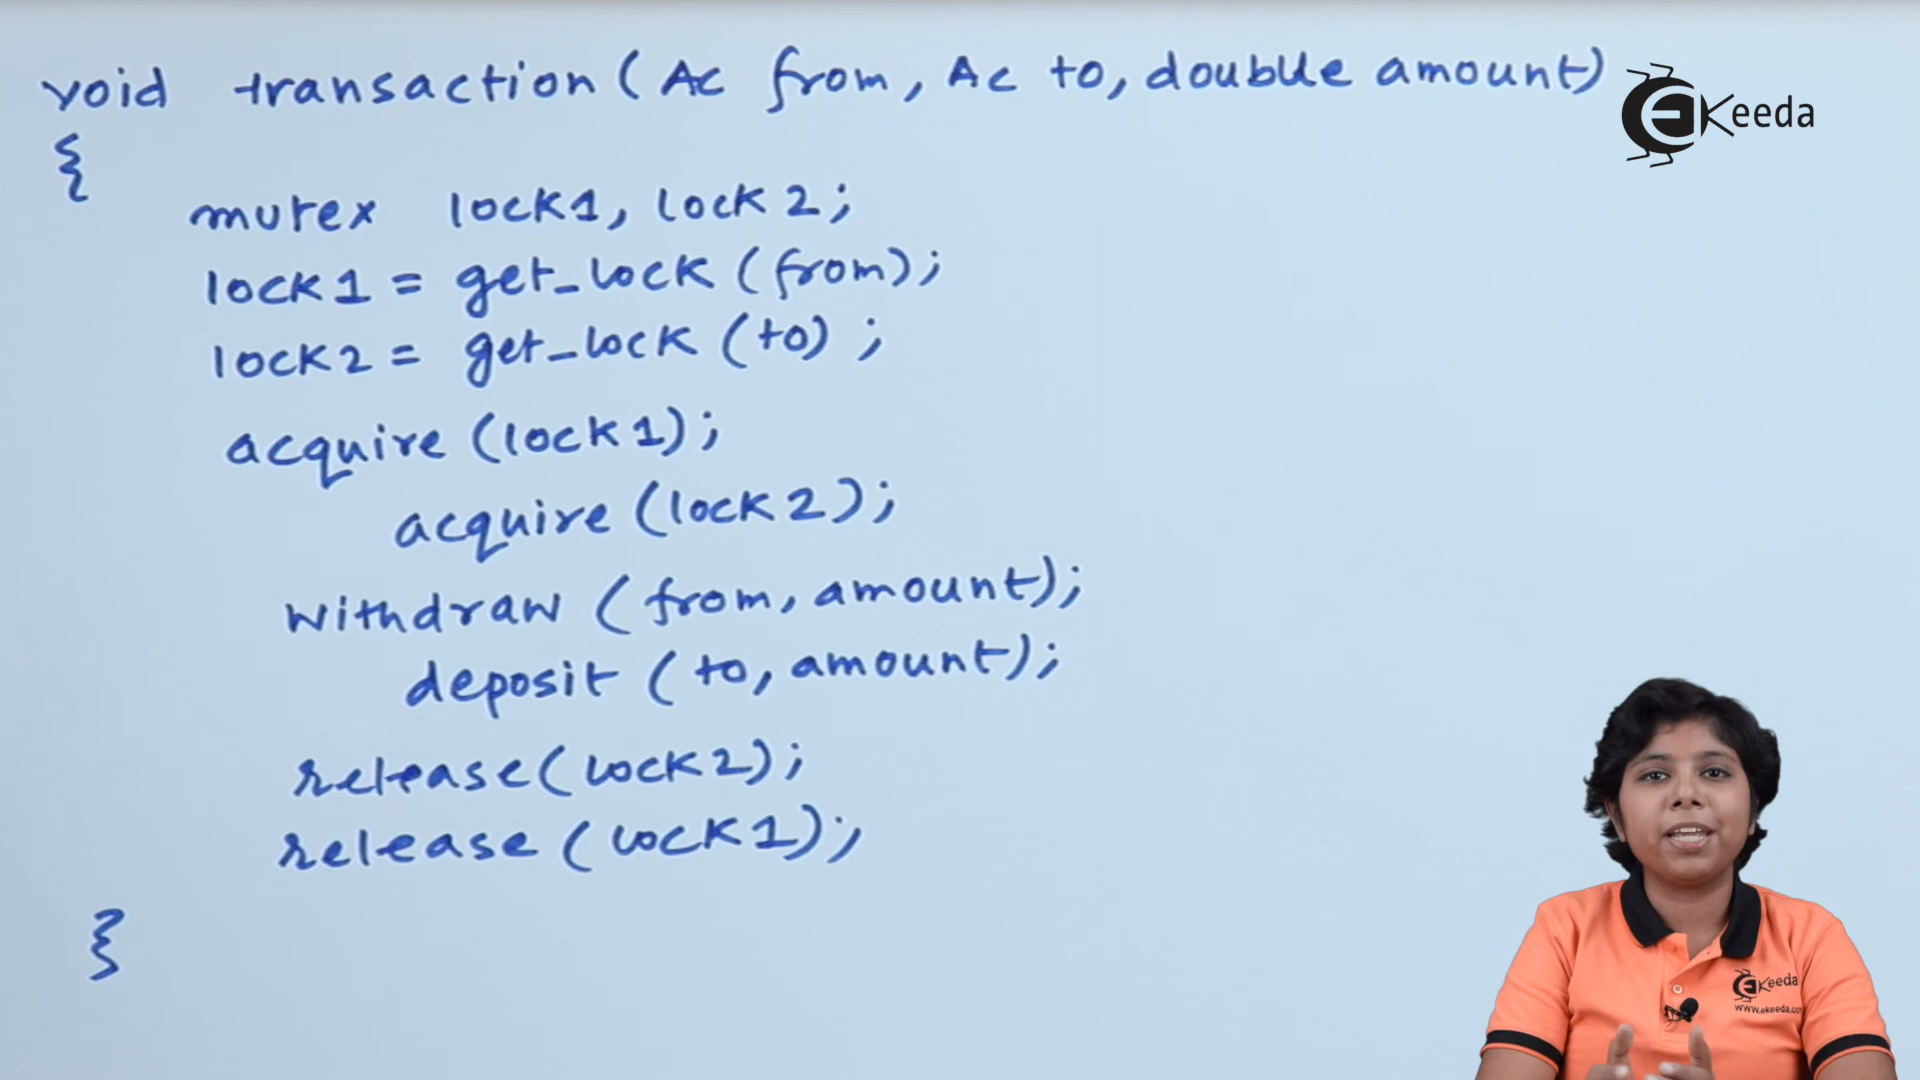 void transaction (Ac from, Ac to, double amount)
{
mutex lock1, lock2;
lock1 = get_lock (from);
lock2 = get_lock (to);
acquire (lock1);
acquire (lock2);
withdraw (from, amount);
deposit (to, amount);
release (lock2);
release (lock1);
}
EKeeda
EKeeda
www.ekeeda.com